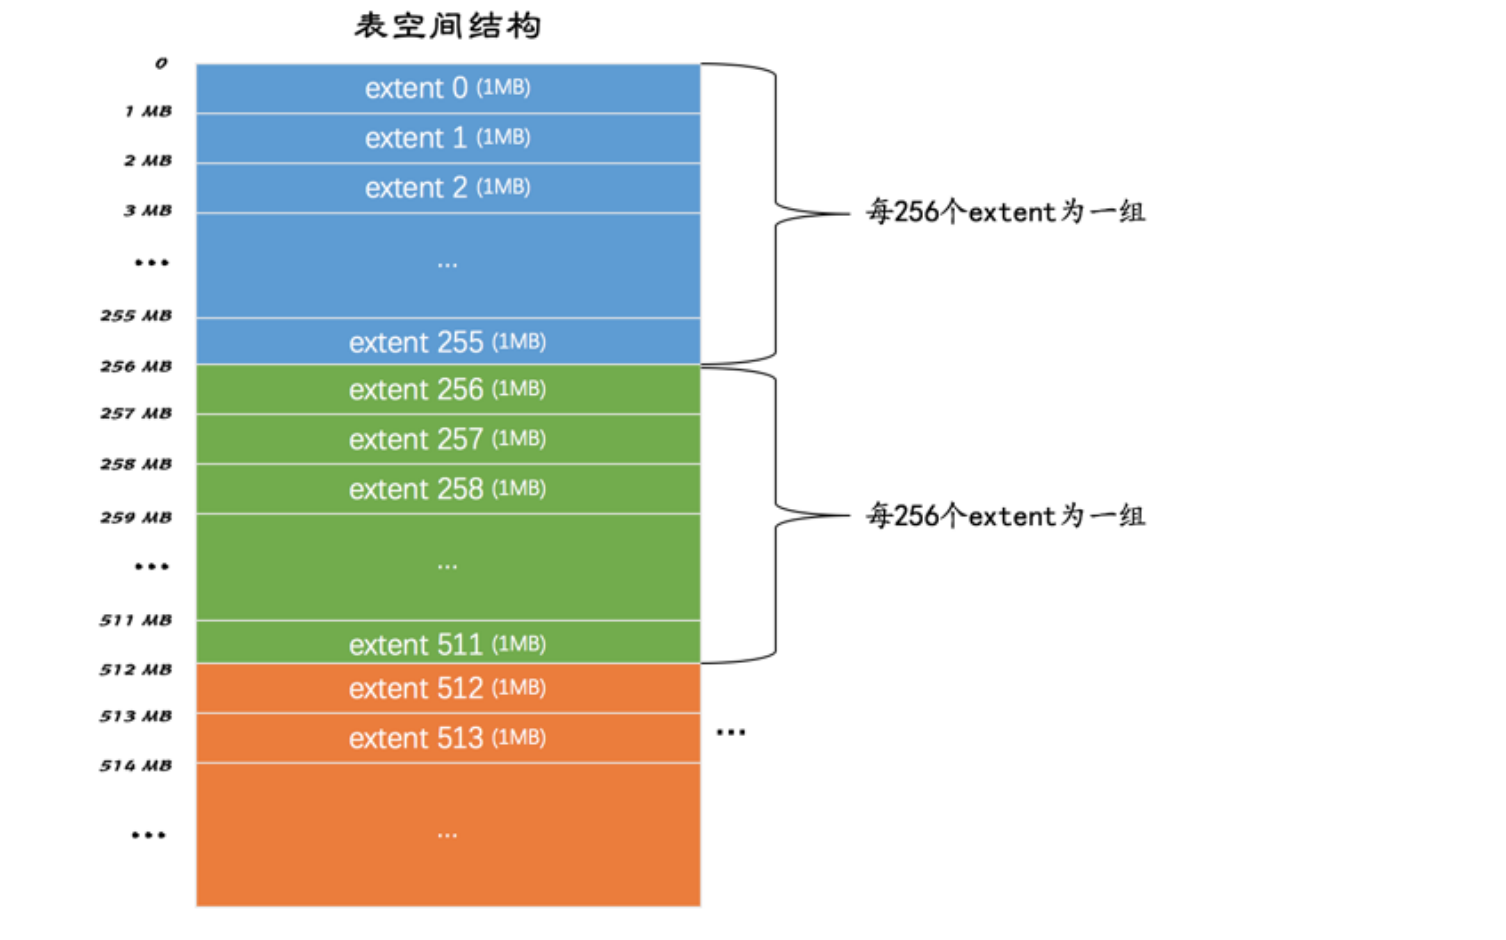 表空间结构
0
extent 0 (1MB)
1 MB
extent 1 (1MB)
2 MB
extent 2 (1MB)
3 MB
每256个extent为一组
...
...
255 MB
extent 255 (1MB)
256 MB
extent 256 (1MB)
257 MB
extent 257 (1MB)
258 MB
extent 258 (1MB)
259 MB
每256个extent为一组
...
...
511 MB
extent 511 (1MB)
512 MB
extent 512 (1MB)
513 MB
extent 513 (1MB)
...
514 MB
...
...